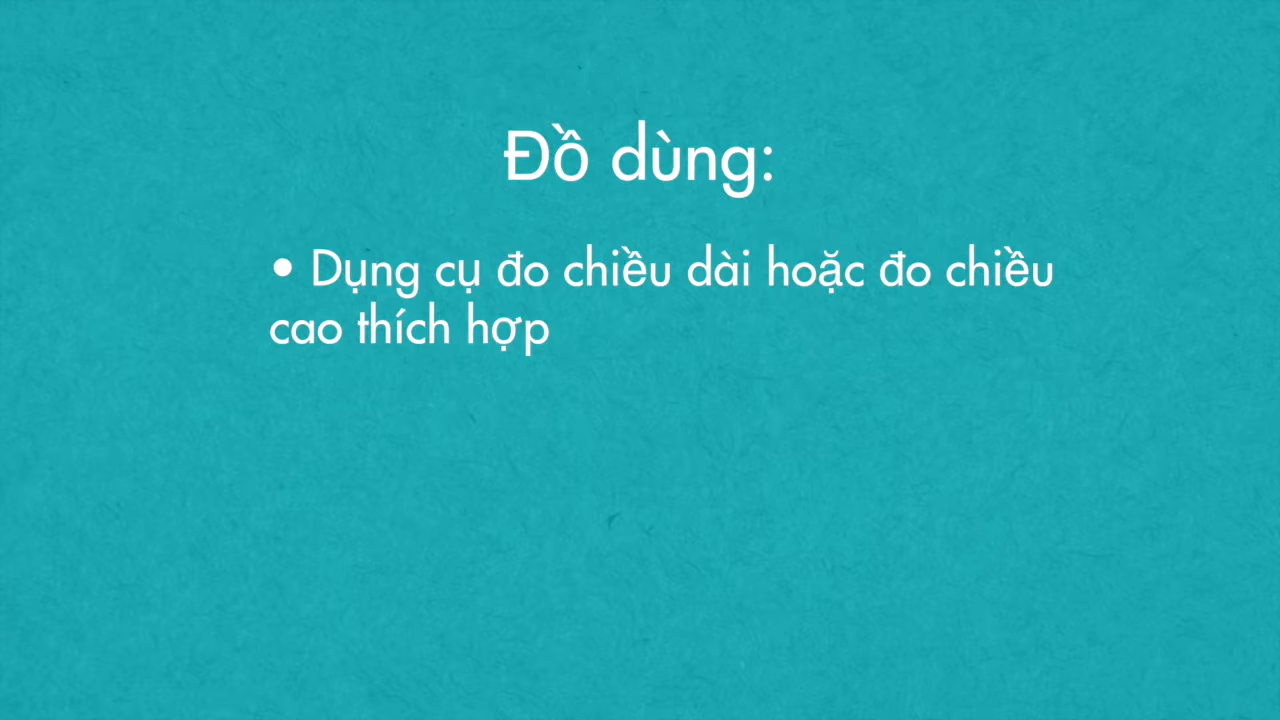 Đồ dùng:
• Dụng cụ đo chiều dài hoặc đo chiều
cao thích hợp